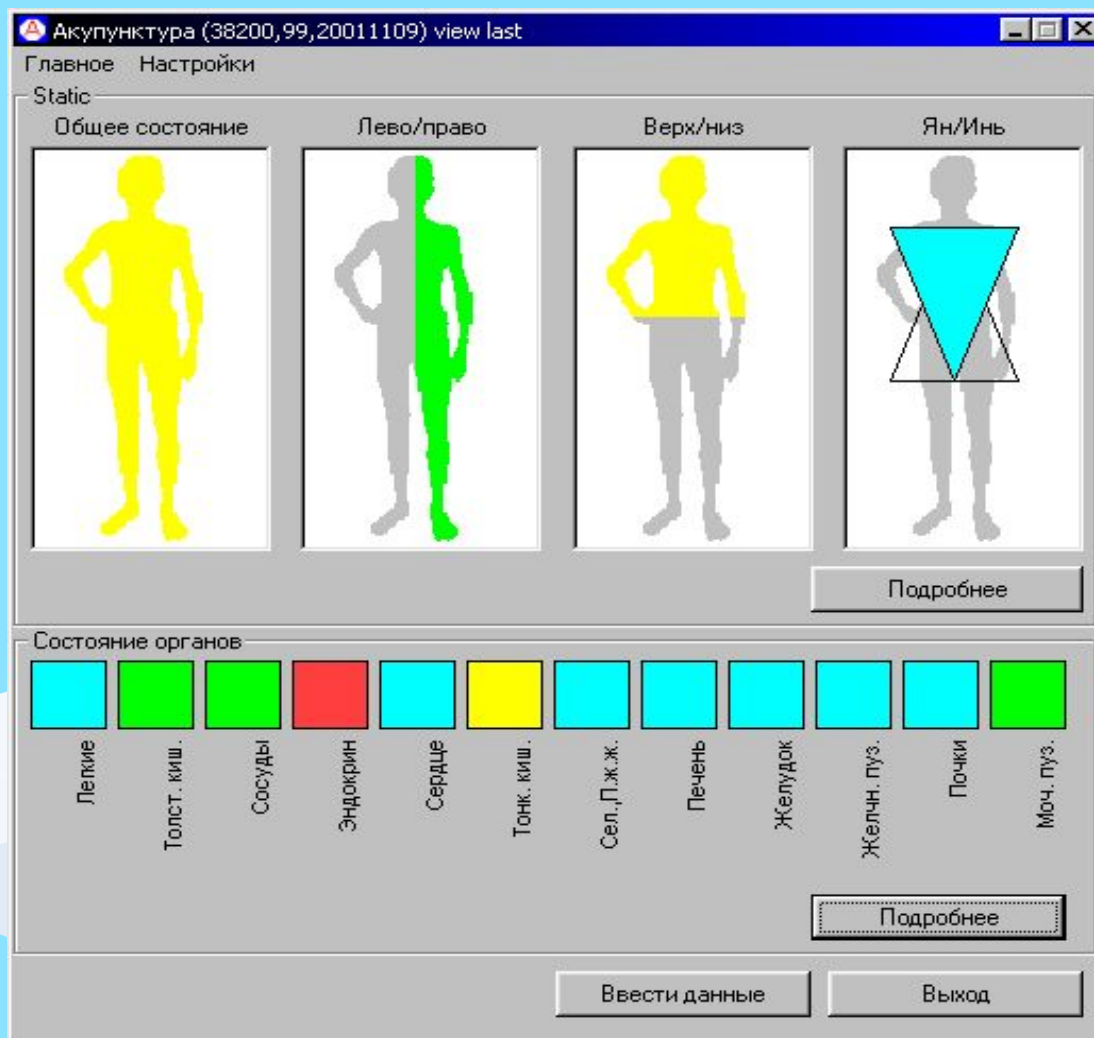 Акупунктура (38200,99,20011109) view last
Главное Настройки
Static
Общее состояние Лево/право Верх/низ Ян/Инь
Подробнее
Состояние органов
Легкие Толст. киш. Сосуды Эндокрин Сердце Тонк. киш. Сел.,П.ж.ж. Печень Желудок Желчн. пуз. Почки Моч. пуз.
Подробнее
Ввести данные Выход